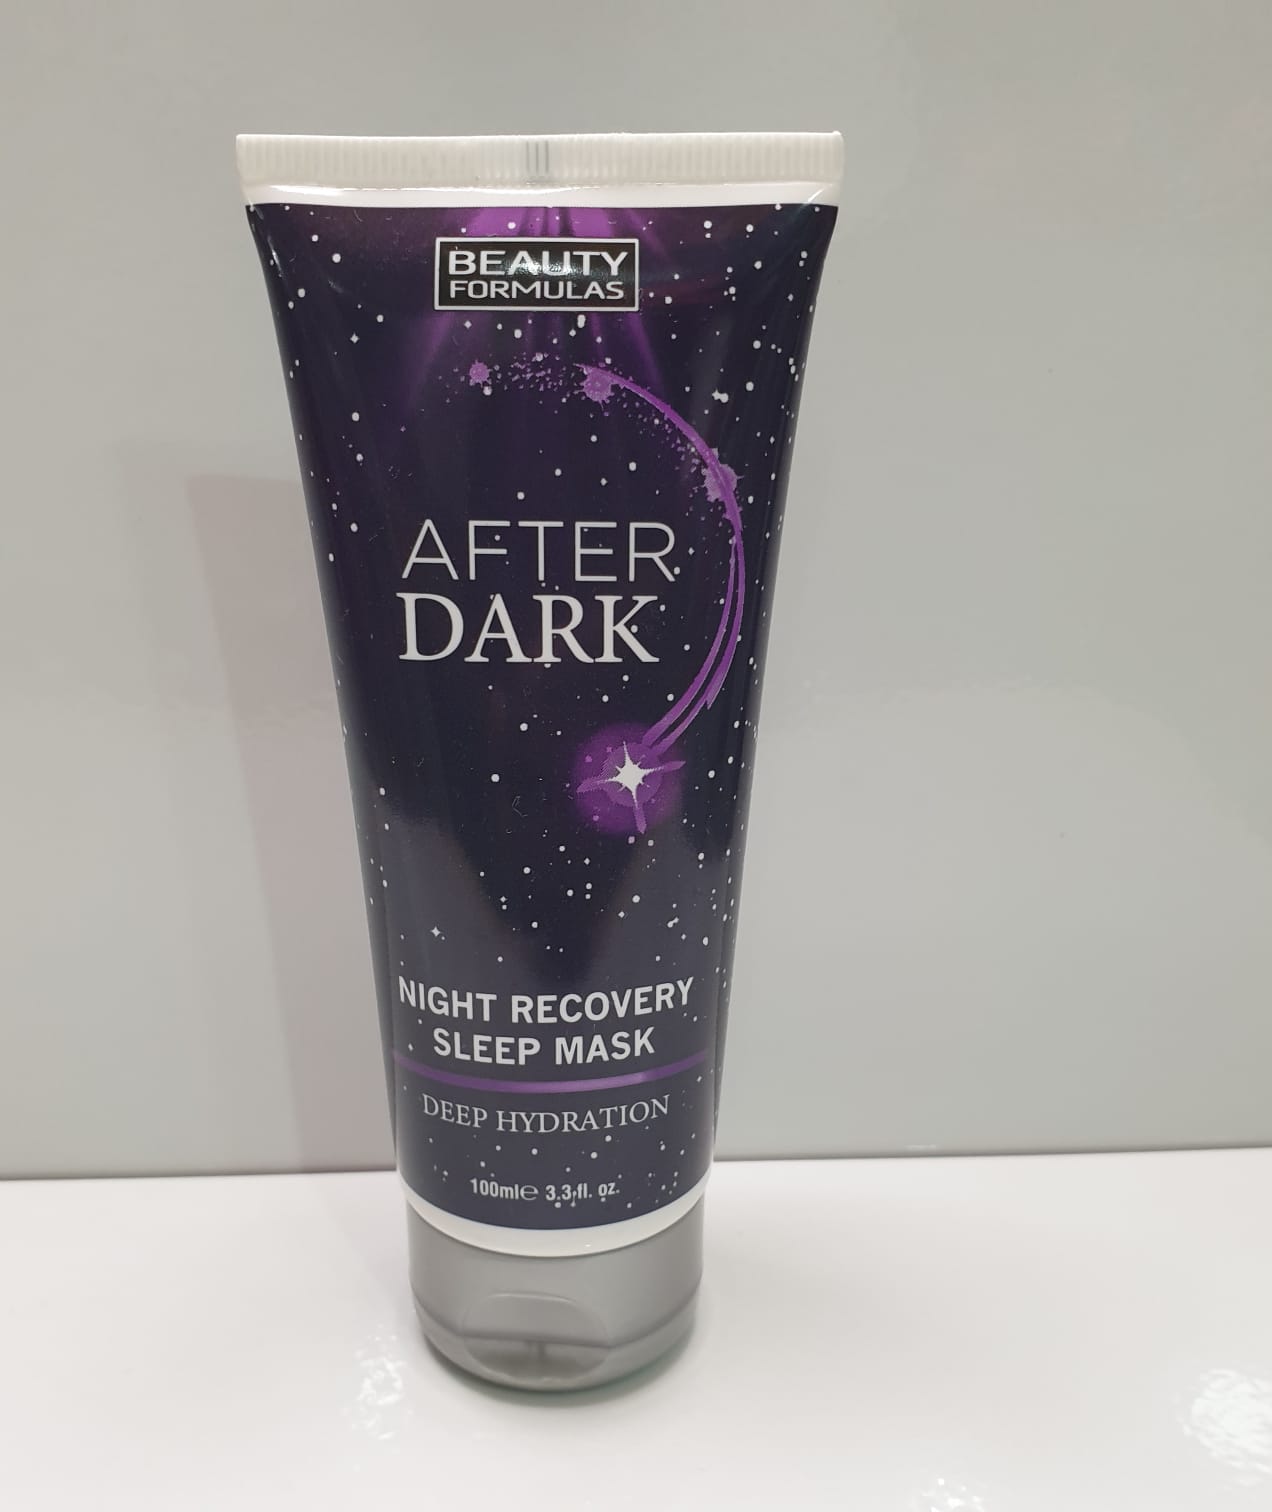 BEAUTY
FORMULAS
AFTER
DARK
NIGHT RECOVERY
SLEEP MASK
DEEP HYDRATION
100ml℮ 3.3 fl. oz.